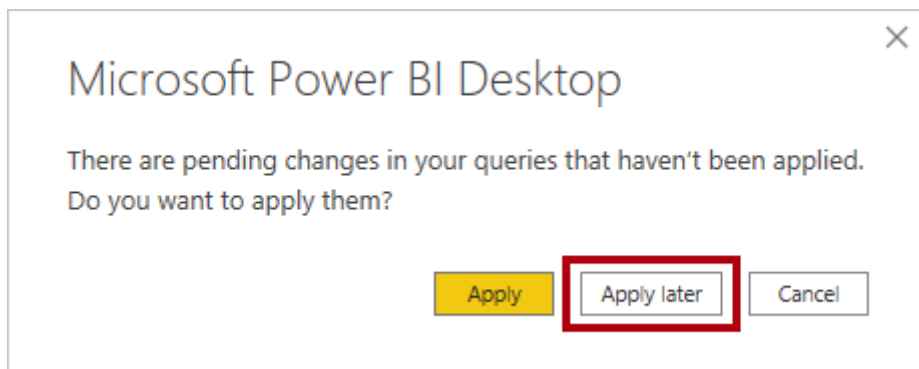 Microsoft Power BI Desktop
There are pending changes in your queries that haven't been applied.
Do you want to apply them?
Apply
Apply later
Cancel